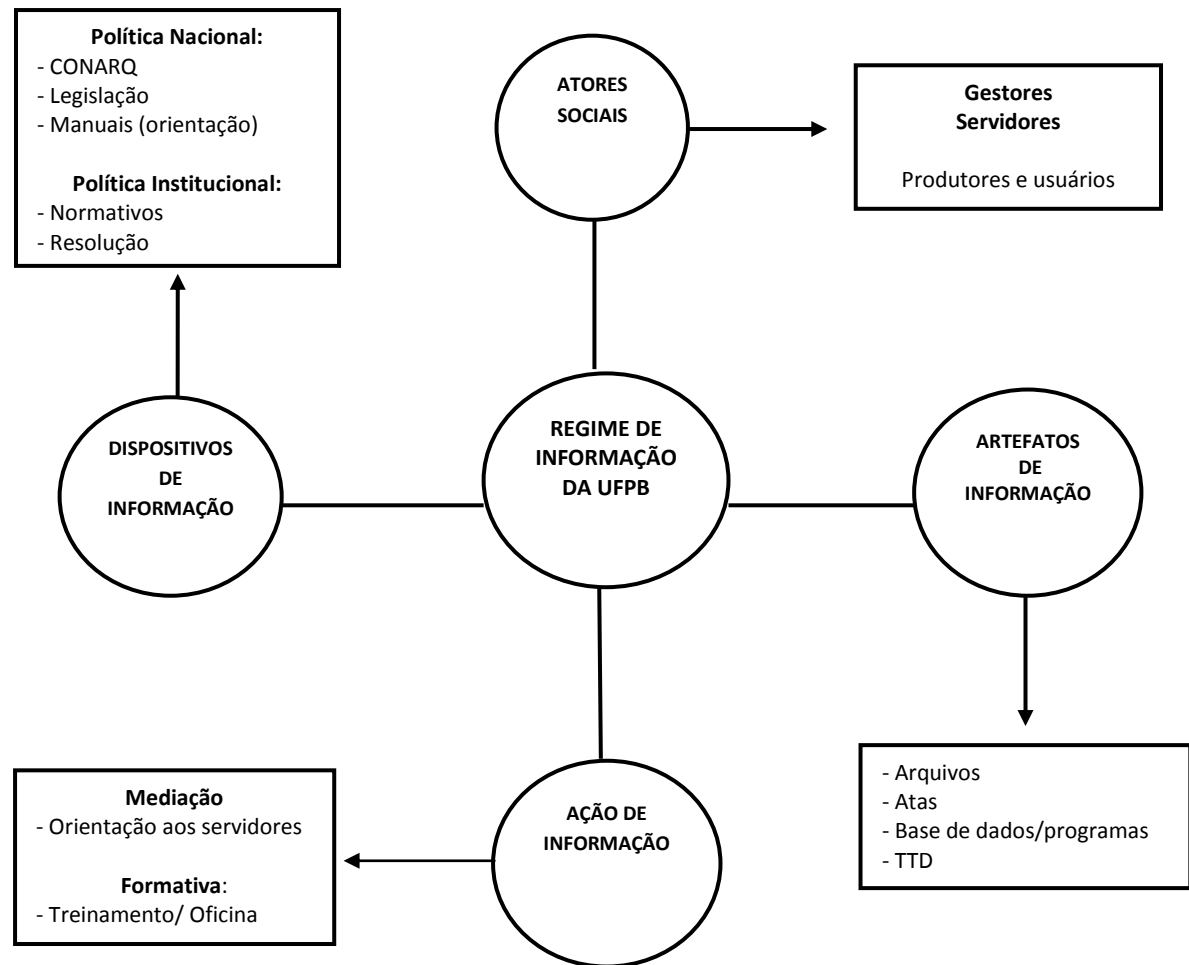 Política Nacional:
- CONARQ
- Legislação
- Manuais (orientação)
Política Institucional:
- Normativos
- Resolução
ATORES
SOCIAIS
Gestores
Servidores
Produtores e usuários
DISPOSITIVOS
DE
INFORMAÇÃO
REGIME DE
INFORMAÇÃO
DA UFPB
ARTEFATOS
DE
INFORMAÇÃO
Mediação
- Orientação aos servidores
Formativa:
- Treinamento/ Oficina
AÇÃO DE
INFORMAÇÃO
- Arquivos
- Atas
- Base de dados/programas
- TTD